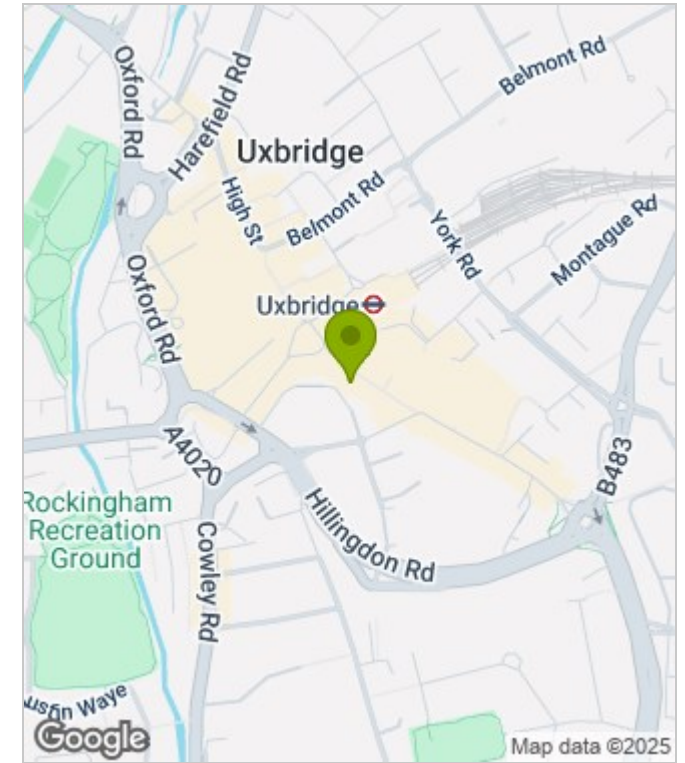 Belmont Rd
Oxford Rd
Harefield Rd
Uxbridge
High St
Belmont Rd
York Rd
Montague Rd
Oxford Rd
Uxbridge
A4020
B483
Rockingham
Recreation
Ground
Hillingdon Rd
Cowley Rd
Waye
Google
Map data ©2025